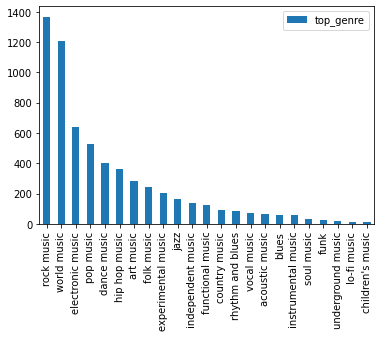 top_genre
1400
1200
1000
800
600
400
200
0
rock music
world music
electronic music
pop music
dance music
hip hop music
art music
folk music
experimental music
jazz
independent music
functional music
country music
rhythm and blues
vocal music
acoustic music
blues
instrumental music
soul music
funk
underground music
lo-fi music
children's music